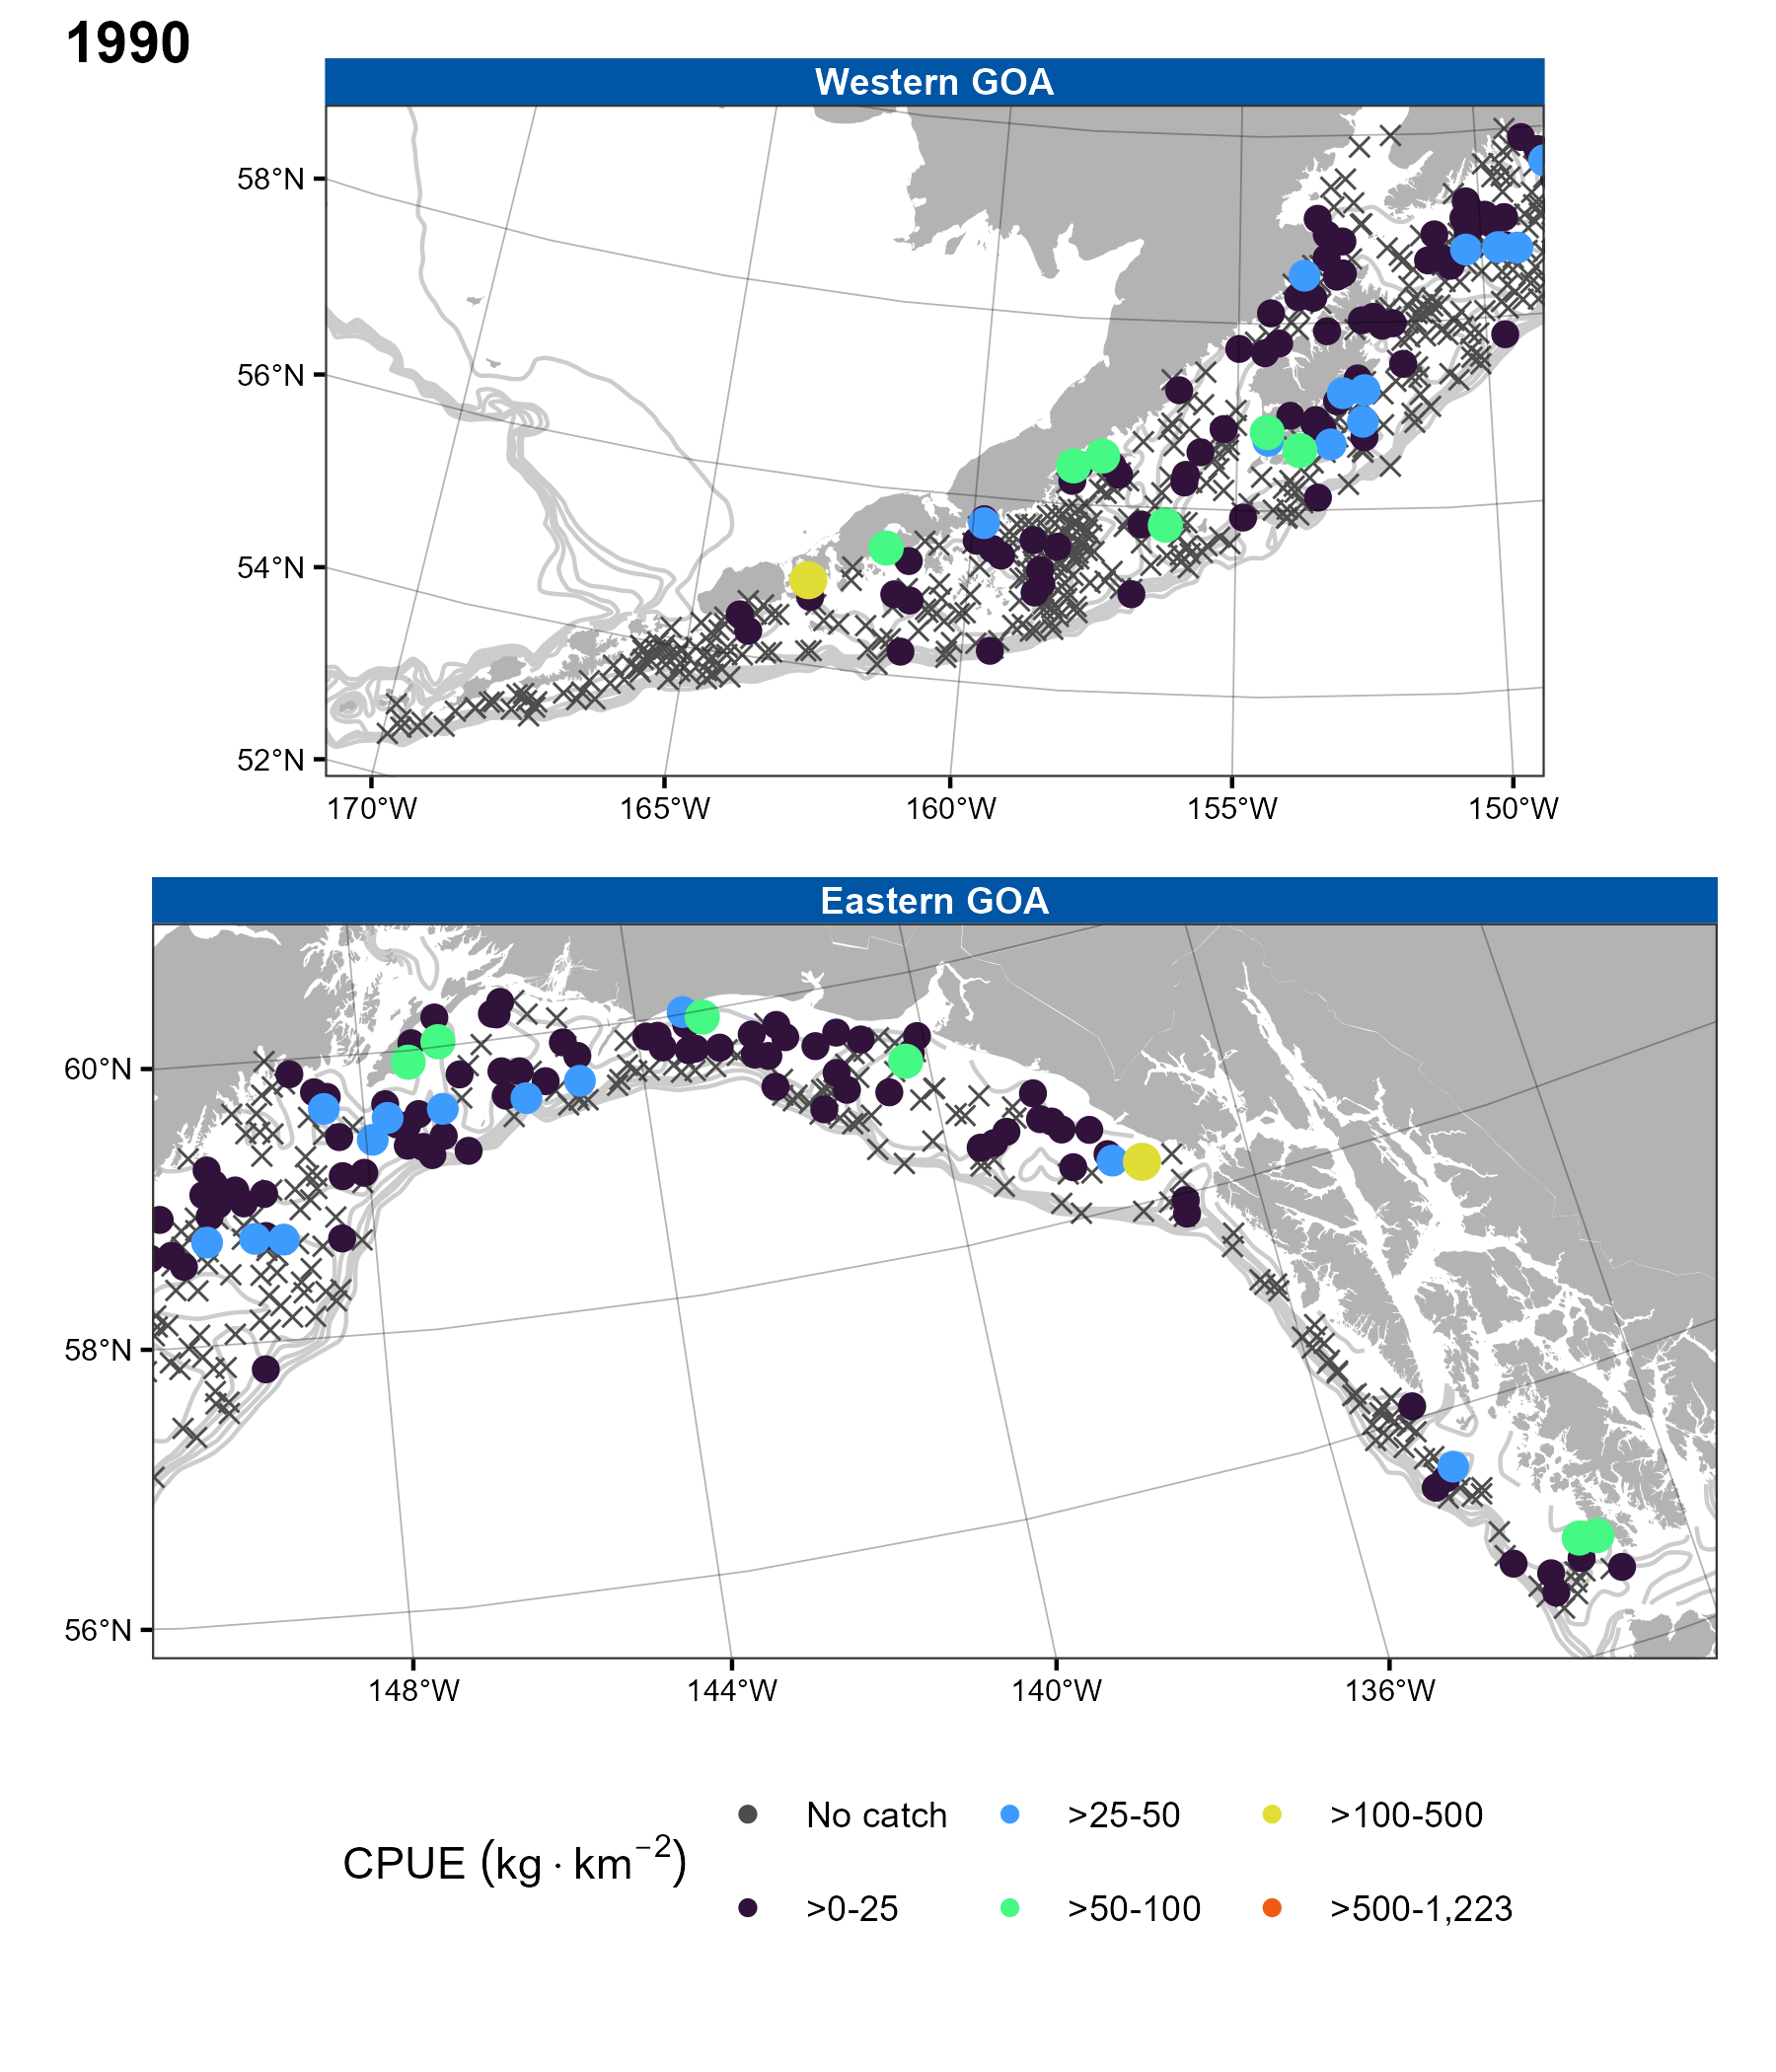 1990
Western GOA
58°N
56°N
54°N
52°N
170°W 165°W 160°W 155°W 150°W
Eastern GOA
60°N
58°N
56°N
148°W 144°W 140°W 136°W
CPUE (kg · km⁻²)
No catch >25-50 >100-500
>0-25 >50-100 >500-1,223